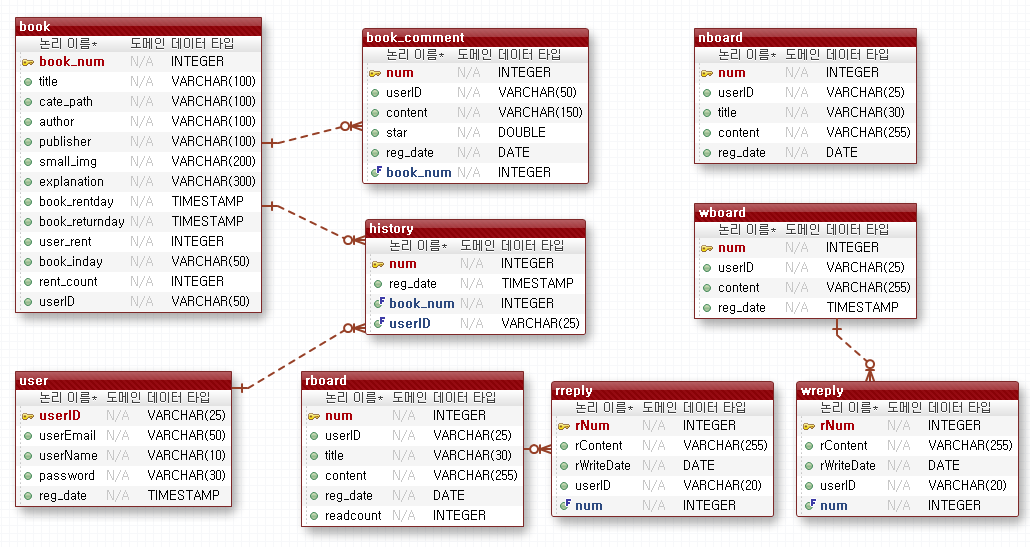 book
논리 이름* 도메인 데이터 타입
book_num N/A INTEGER
title N/A VARCHAR(100)
cate_path N/A VARCHAR(100)
author N/A VARCHAR(100)
publisher N/A VARCHAR(100)
small_img N/A VARCHAR(200)
explanation N/A VARCHAR(300)
book_rentday N/A TIMESTAMP
book_returnday N/A TIMESTAMP
user_rent N/A INTEGER
book_inday N/A VARCHAR(50)
rent_count N/A INTEGER
userID N/A VARCHAR(50)
book_comment
논리 이름* 도메인 데이터 타입
num N/A INTEGER
userID N/A VARCHAR(50)
content N/A VARCHAR(150)
star N/A DOUBLE
reg_date N/A DATE
book_num N/A INTEGER
nboard
논리 이름* 도메인 데이터 타입
num N/A INTEGER
userID N/A VARCHAR(25)
title N/A VARCHAR(30)
content N/A VARCHAR(255)
reg_date N/A DATE
history
논리 이름* 도메인 데이터 타입
num N/A INTEGER
reg_date N/A TIMESTAMP
book_num N/A INTEGER
userID N/A VARCHAR(25)
wboard
논리 이름* 도메인 데이터 타입
num N/A INTEGER
userID N/A VARCHAR(25)
content N/A VARCHAR(255)
reg_date N/A TIMESTAMP
user
논리 이름* 도메인 데이터 타입
userID N/A VARCHAR(25)
userEmail N/A VARCHAR(50)
userName N/A VARCHAR(10)
password N/A VARCHAR(30)
reg_date N/A TIMESTAMP
rboard
논리 이름* 도메인 데이터 타입
num N/A INTEGER
userID N/A VARCHAR(25)
title N/A VARCHAR(30)
content N/A VARCHAR(255)
reg_date N/A DATE
readcount N/A INTEGER
rreply
논리 이름* 도메인 데이터 타입
rNum N/A INTEGER
rContent N/A VARCHAR(255)
rWriteDate N/A DATE
userID N/A VARCHAR(20)
num N/A INTEGER
wreply
논리 이름* 도메인 데이터 타입
rNum N/A INTEGER
rContent N/A VARCHAR(255)
rWriteDate N/A DATE
userID N/A VARCHAR(20)
num N/A INTEGER